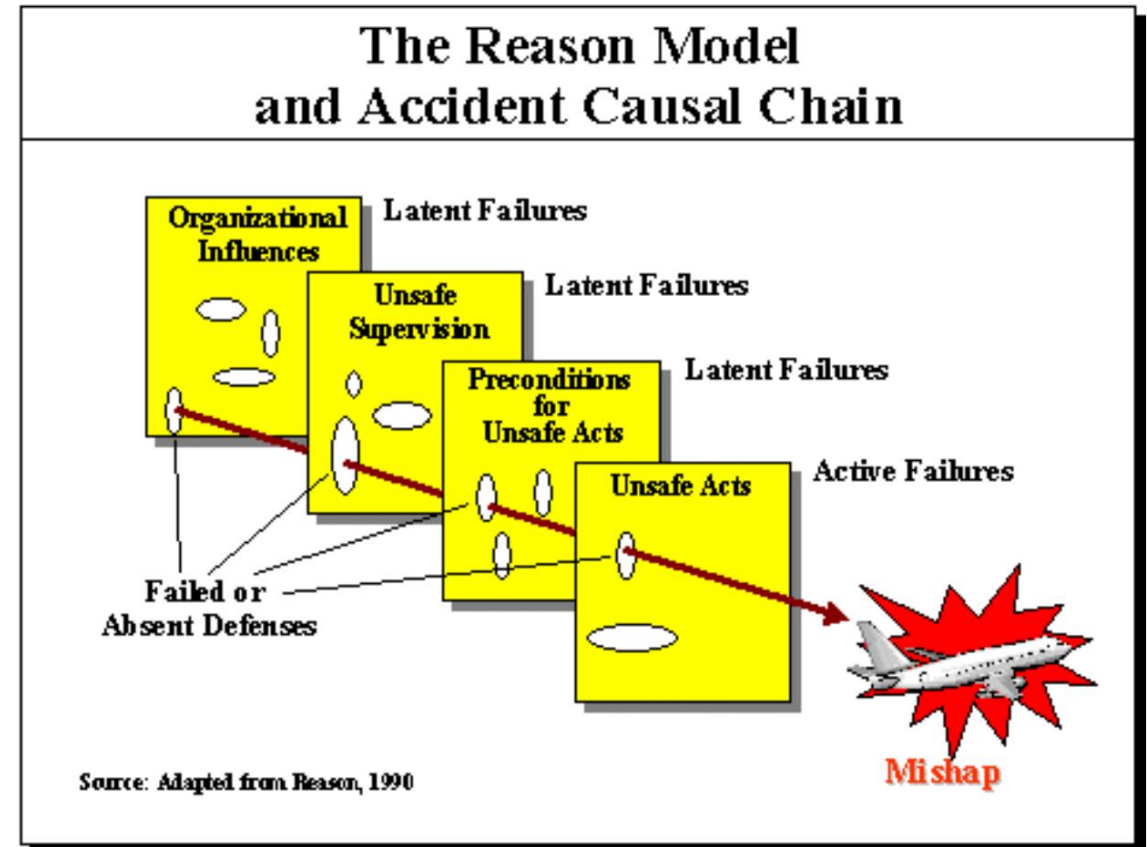 The Reason Model
and Accident Causal Chain
Organizational
Influences
Latent Failures
Unsafe
Supervision
Latent Failures
Preconditions
for
Unsafe Acts
Latent Failures
Unsafe Acts
Active Failures
Failed or
Absent Defenses
Mishap
Source: Adapted from Reason, 1990